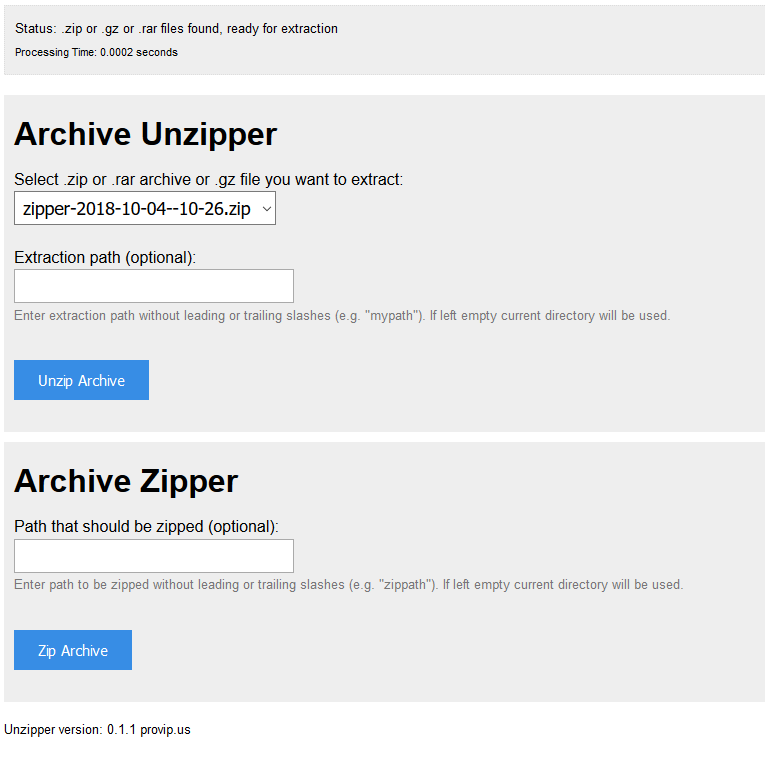 Status: .zip or .gz or .rar files found, ready for extraction
Processing Time: 0.0002 seconds
Archive Unzipper
Select .zip or .rar archive or .gz file you want to extract:
zipper-2018-10-04--10-26.zip
Extraction path (optional):
Enter extraction path without leading or trailing slashes (e.g. "mypath"). If left empty current directory will be used.
Unzip Archive
Archive Zipper
Path that should be zipped (optional):
Enter path to be zipped without leading or trailing slashes (e.g. "zippath"). If left empty current directory will be used.
Zip Archive
Unzipper version: 0.1.1 provip.us